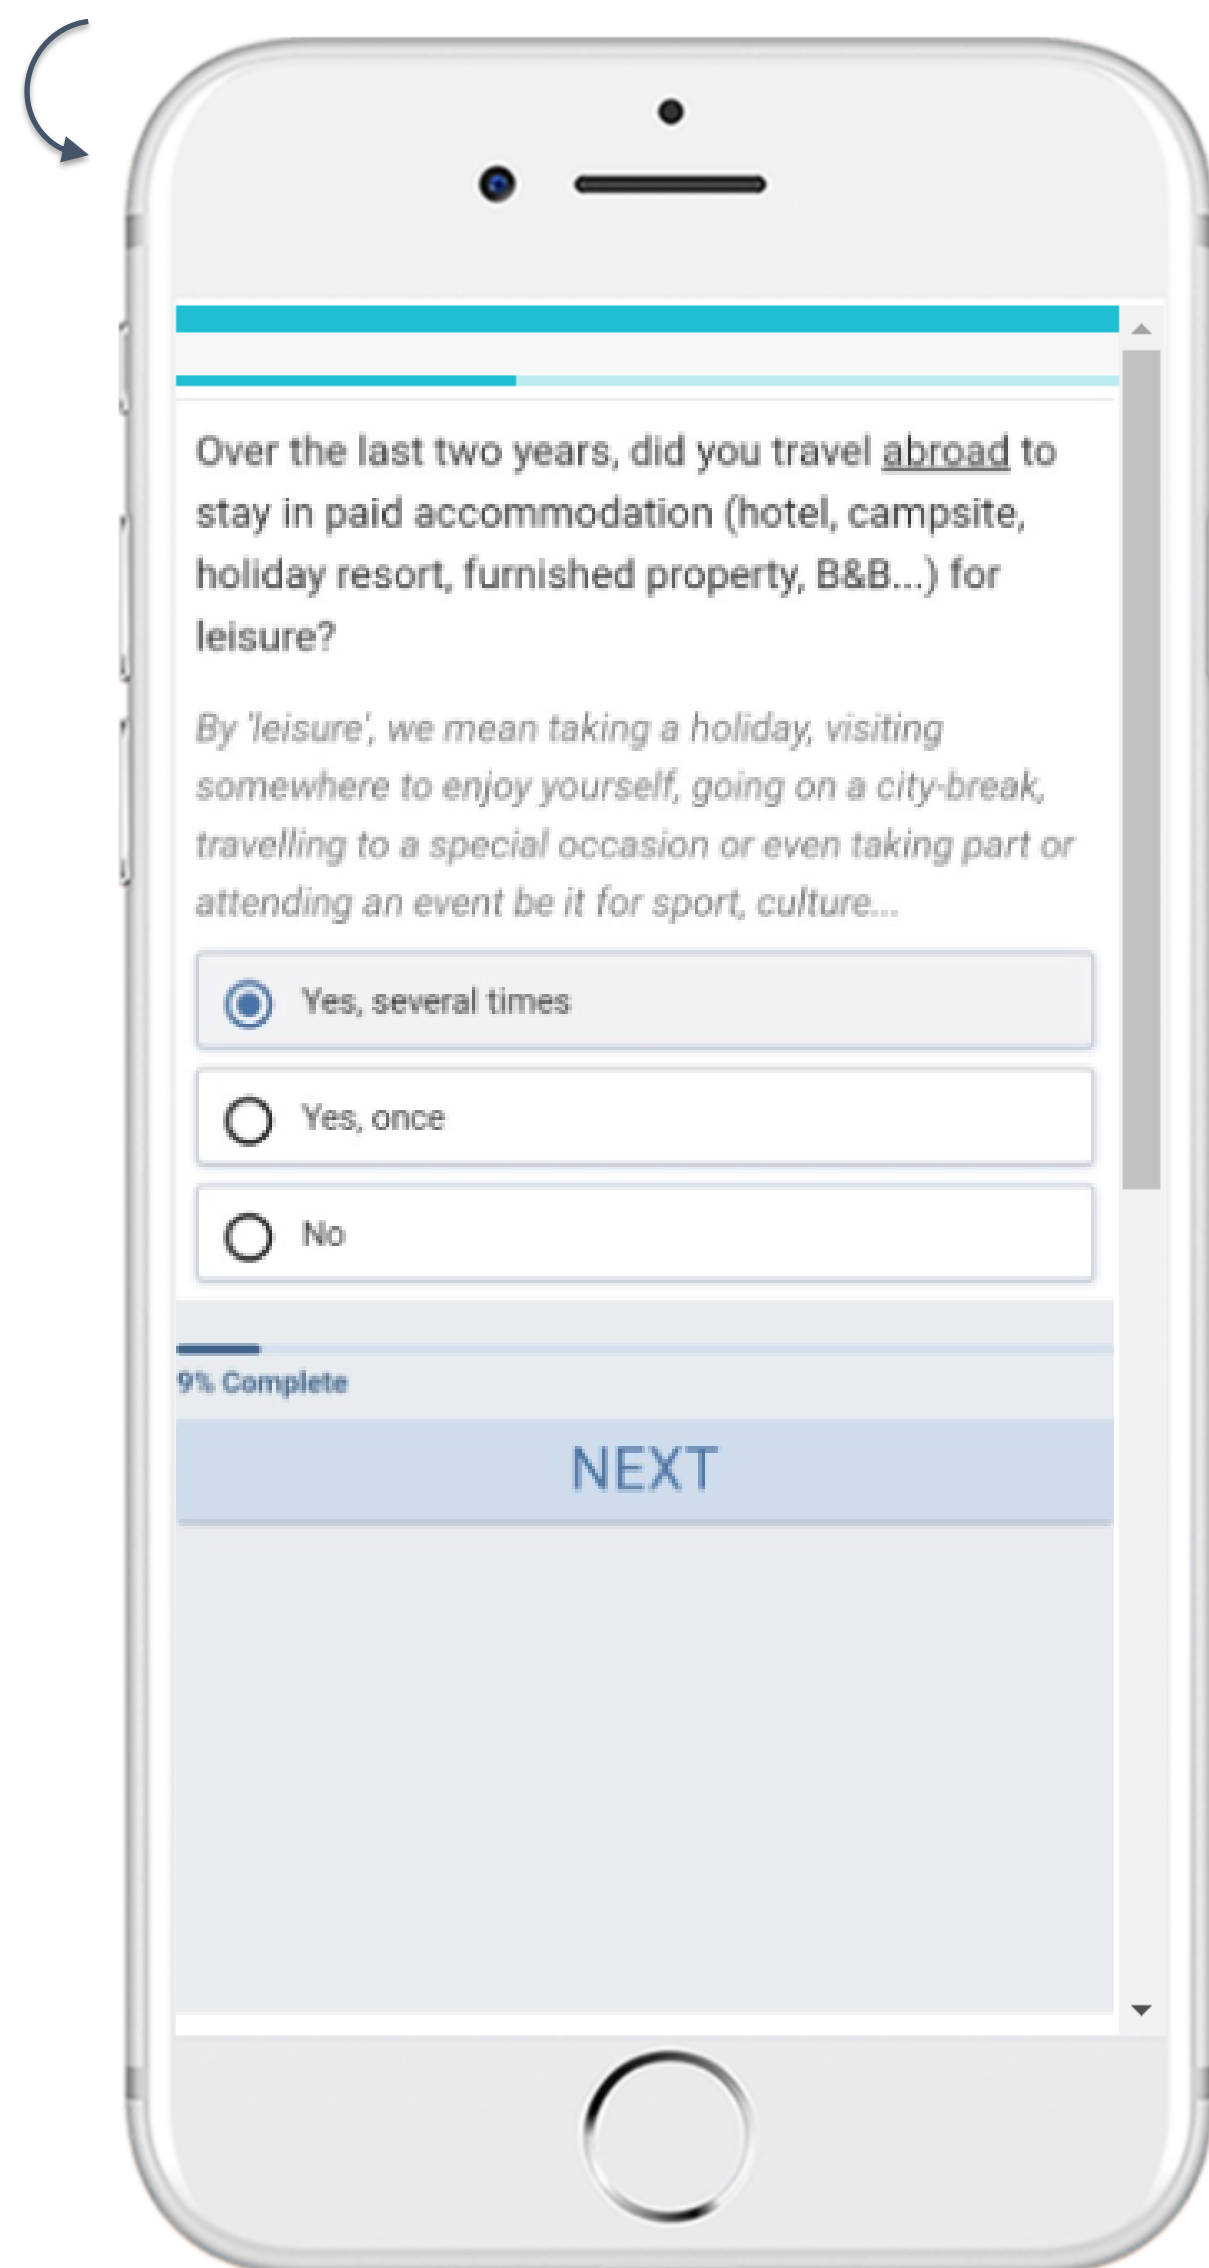 Over the last two years, did you travel abroad to
stay in paid accommodation (hotel, campsite,
holiday resort, furnished property, B&B...) for
leisure?
By 'leisure', we mean taking a holiday, visiting
somewhere to enjoy yourself, going on a city-break,
travelling to a special occasion or even taking part or
attending an event be it for sport, culture...
Yes, several times
Yes, once
No
9% Complete
NEXT